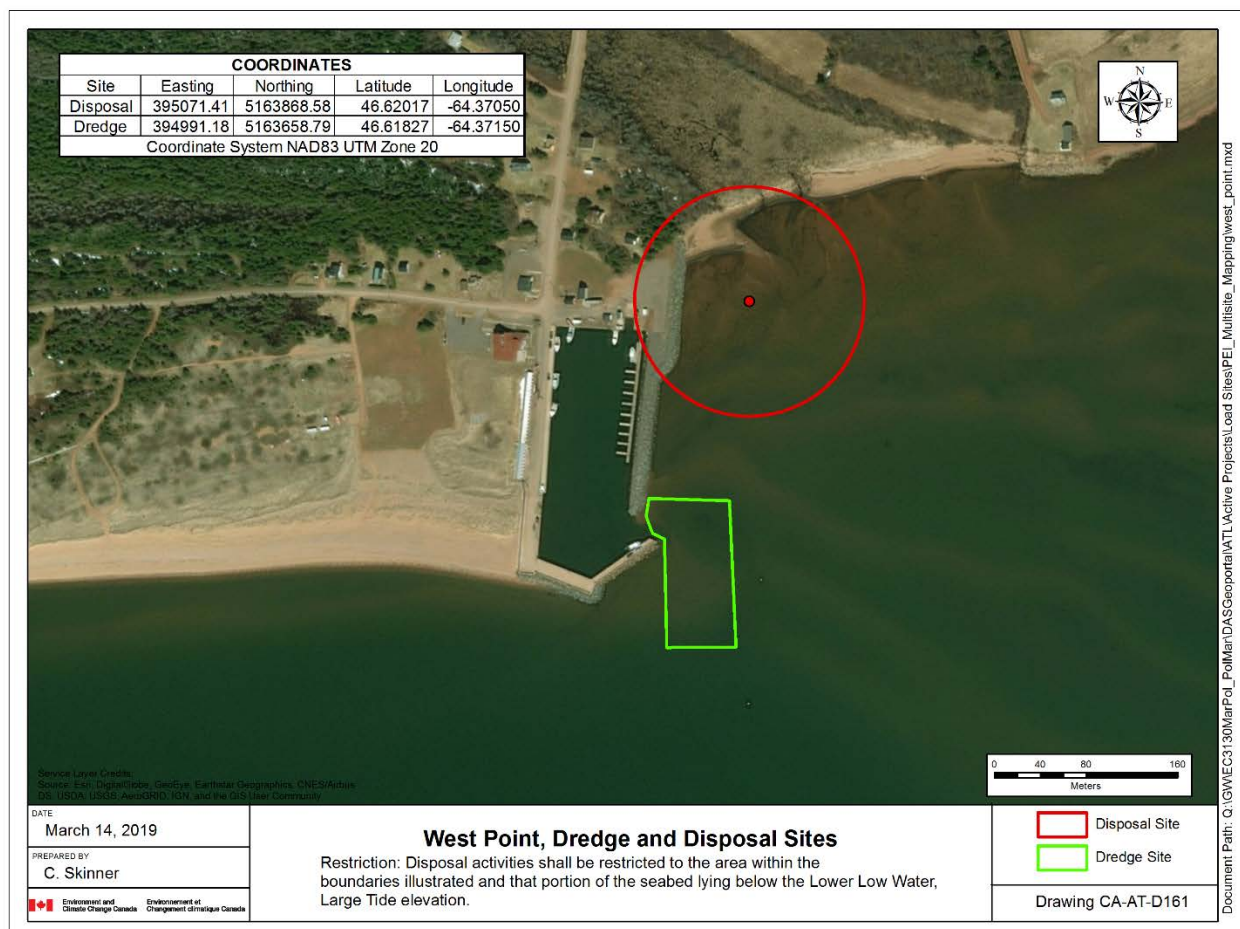 COORDINATES
Site Easting Northing Latitude Longitude
Disposal 395071.41 5163868.58 46.62017 -64.37050
Dredge 394991.18 5163658.79 46.61827 -64.37150
Coordinate System NAD83 UTM Zone 20
N
W E
S
Service Layer Credits:
Source: Esri, DigitalGlobe, GeoEye, Earthstar Geographics, CNES/Airbus
DS, USDA, USGS, AeroGRID, IGN, and the GIS User Community
0 40 80 160
Meters
DATE
March 14, 2019
PREPARED BY
C. Skinner
Environment and Environnement et
Climate Change Canada Changement climatique Canada
West Point, Dredge and Disposal Sites
Restriction: Disposal activities shall be restricted to the area within the
boundaries illustrated and that portion of the seabed lying below the Lower Low Water,
Large Tide elevation.
Disposal Site
Dredge Site
Drawing CA-AT-D161
Document Path: Q:\GW\EC3130MarPol_PolMar\DASGeoportal\ATL\Active Projects\Load Sites\PEI_Multisite_Mapping\west_point.mxd